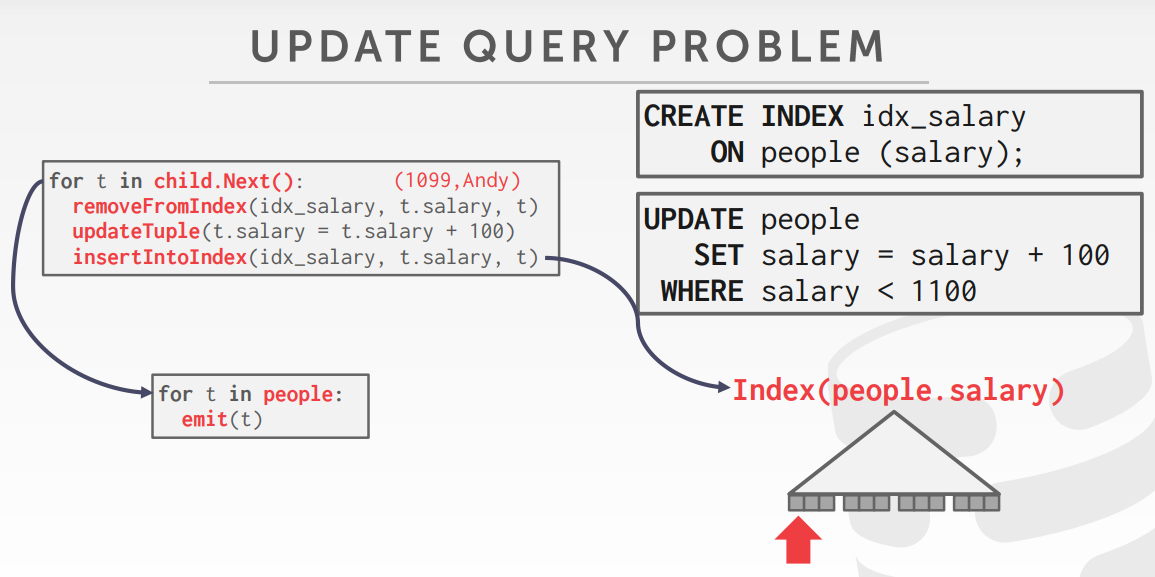 UPDATE QUERY PROBLEM
CREATE INDEX idx_salary
ON people (salary);
for t in child.Next(): (1099,Andy)
removeFromIndex(idx_salary, t.salary, t)
updateTuple(t.salary = t.salary + 100)
insertIntoIndex(idx_salary, t.salary, t)
UPDATE people
SET salary = salary + 100
WHERE salary < 1100
for t in people:
emit(t)
Index(people.salary)